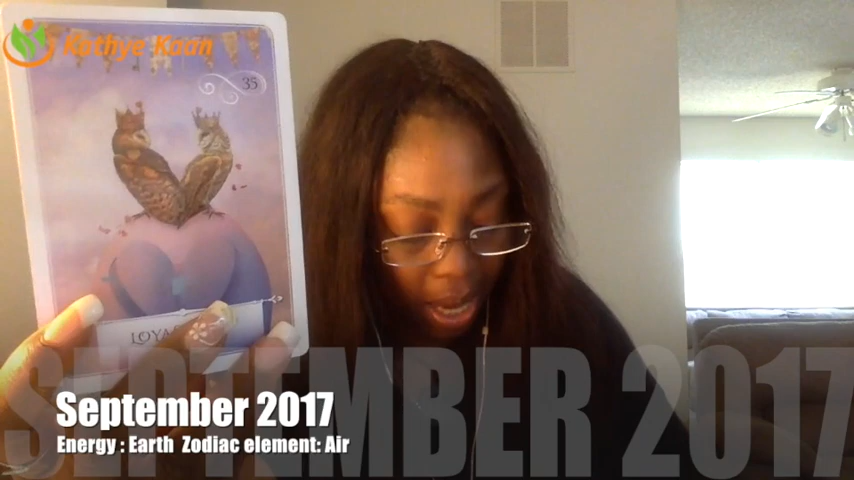 Kathye Kaan
35
SEPTEMBER 2017
September 2017
Energy : Earth Zodiac element: Air